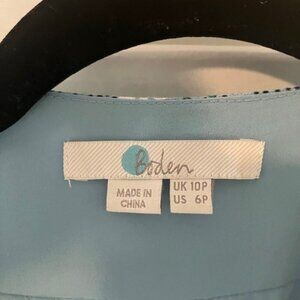 Boden
MADE IN
CHINA
UK 10P
US 6P